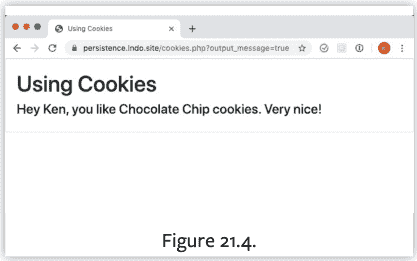 Using Cookies
persistence.lndo.site/cookies.php?output_message=true
Using Cookies
Hey Ken, you like Chocolate Chip cookies. Very nice!
Figure 21.4.